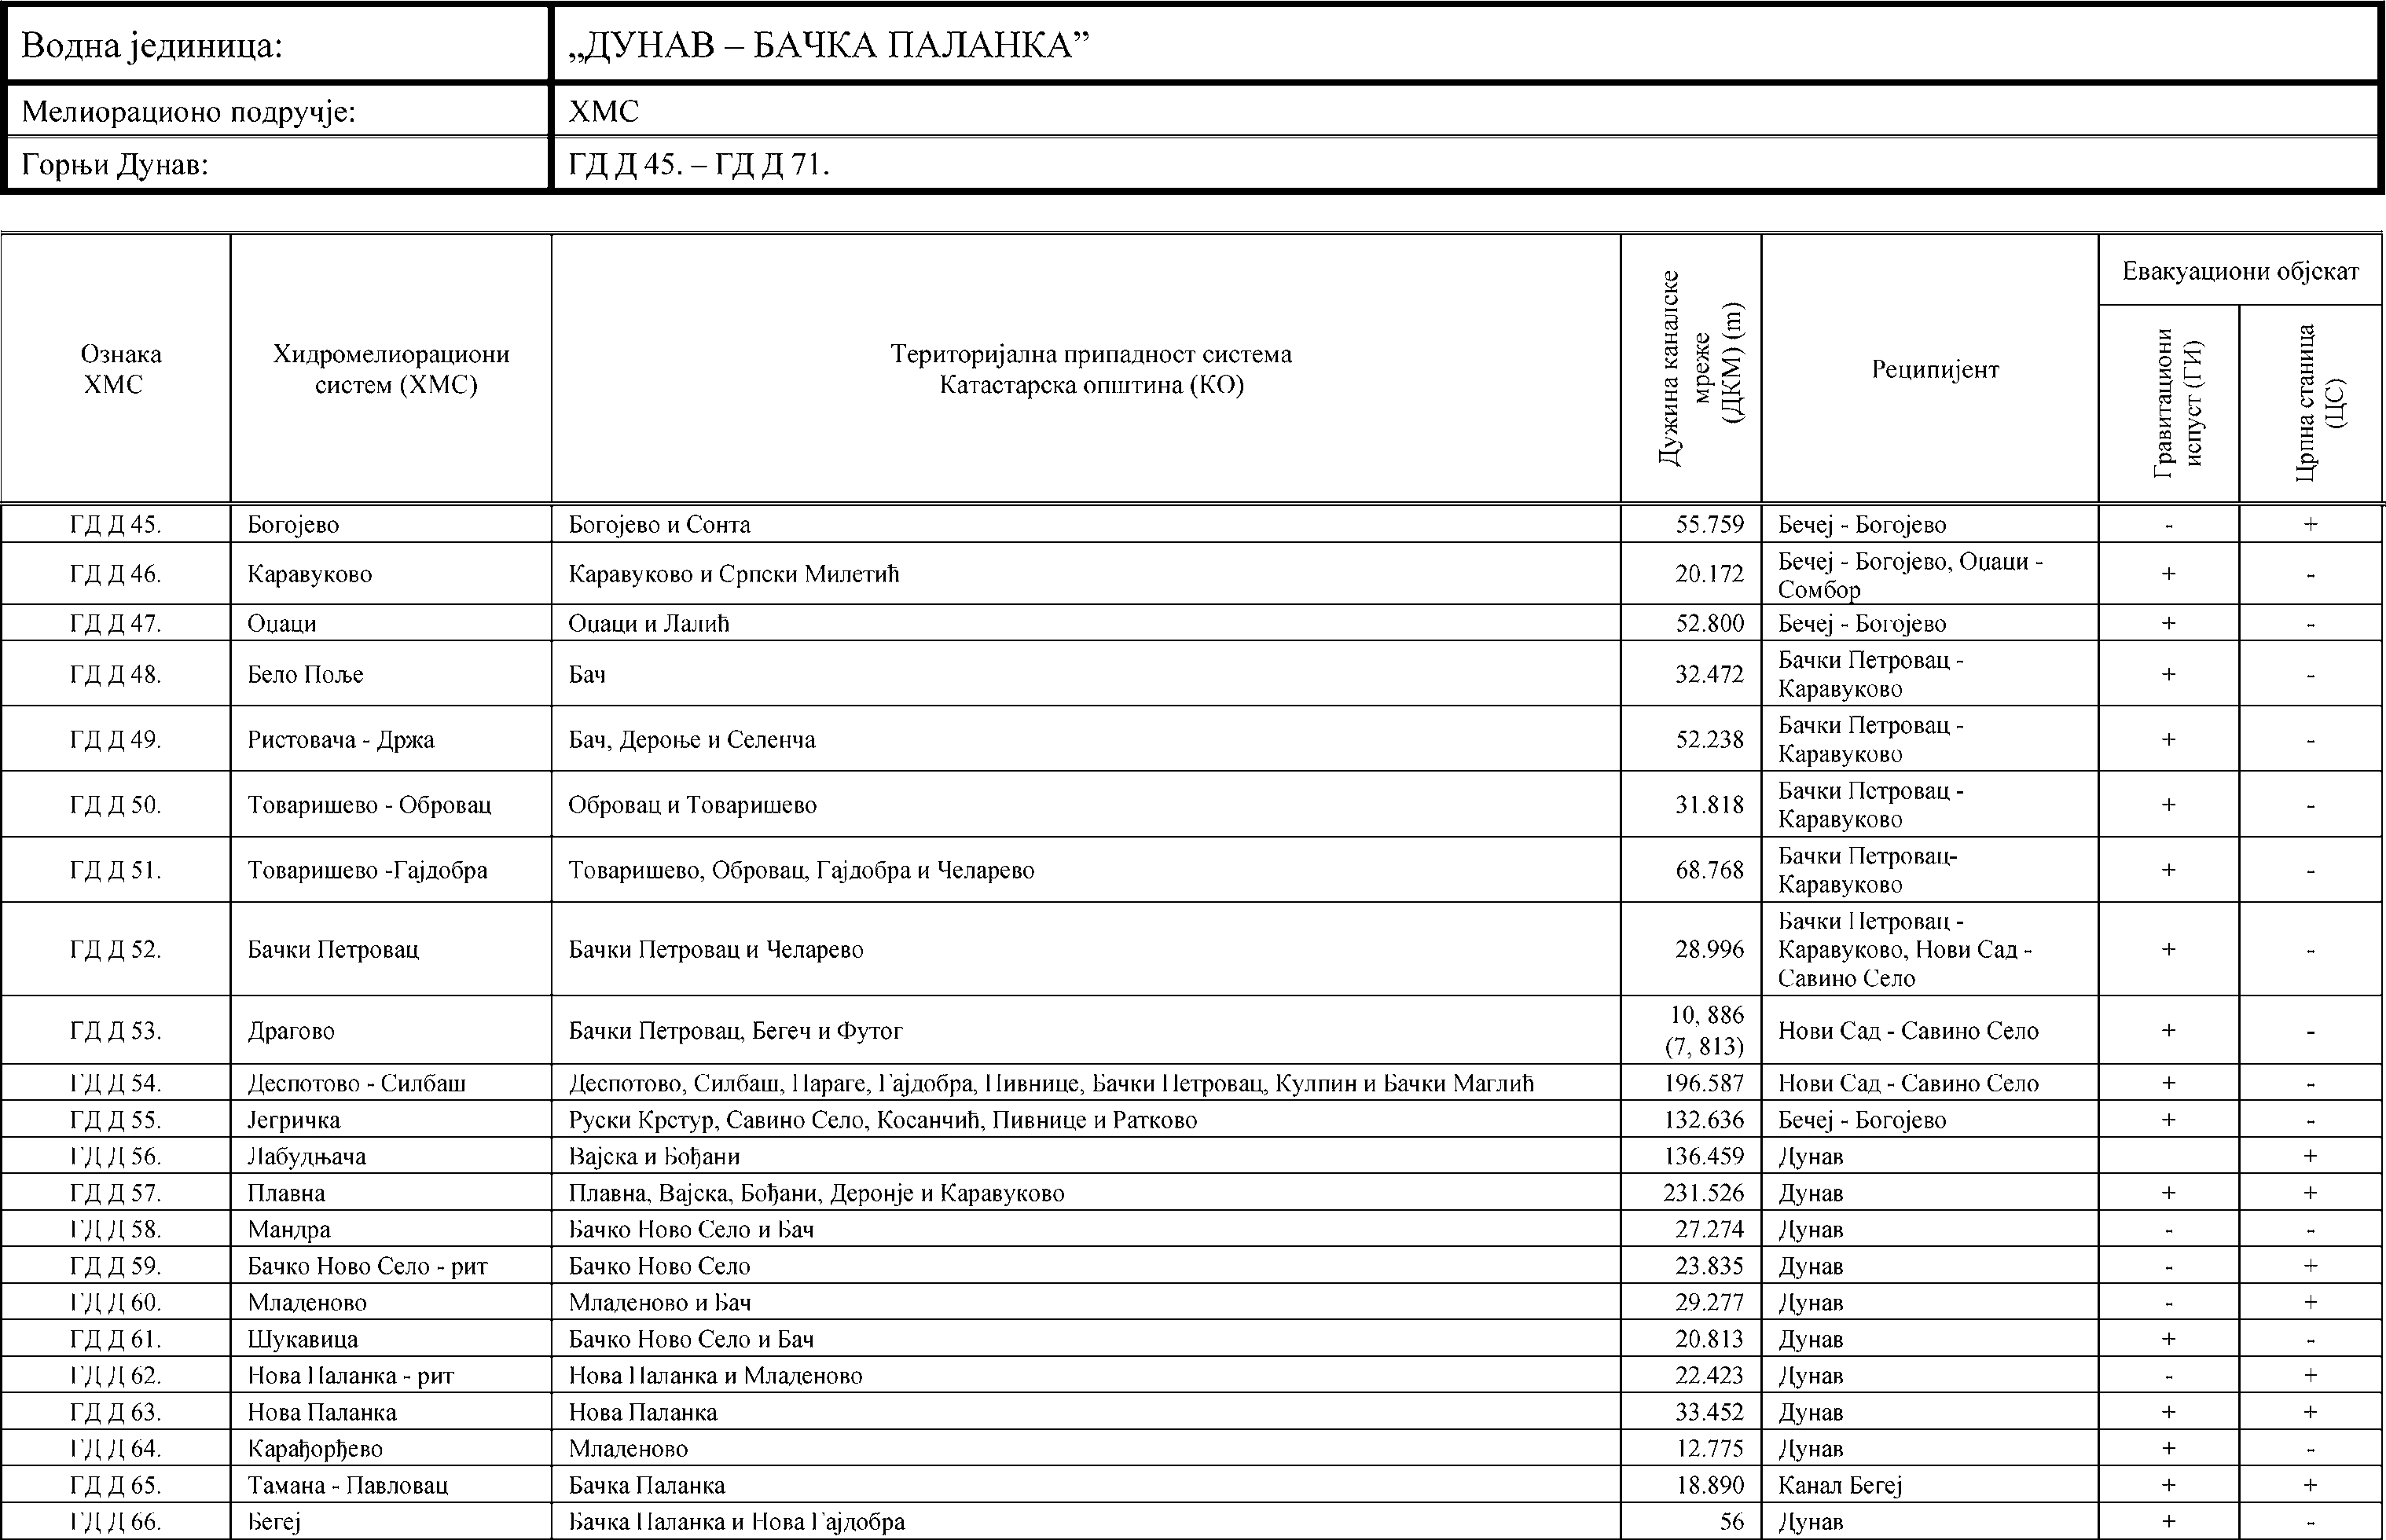 Водна јединица: „ДУНАВ – БАЧКА ПАЛАНКА”
Мелиорационо подручје: ХМС
Горњи Дунав: ГД Д 45. – ГД Д 71.
Ознака
ХМС
Хидромелиорациони
систем (ХМС)
Територијална припадност система
Катастарска општина (КО)
Дужина каналске
мреже
(ДКМ) (m)
Реципијент
Евакуациони објекат
Гравитациони
испуст (ГИ)
Црпна станица
(ЦС)
ГД Д 45. Богојево Богојево и Сонта 55.759 Бечеј - Богојево - +
ГД Д 46. Каравуково Каравуково и Српски Милетић 20.172 Бечеј - Богојево, Оџаци -
Сомбор + -
ГД Д 47. Оџаци Оџаци и Лалић 52.800 Бечеј - Богојево + -
ГД Д 48. Бело Поље Бач 32.472 Бачки Петровац -
Каравуково + -
ГД Д 49. Ристовача - Држа Бач, Дероње и Селенча 52.238 Бачки Петровац -
Каравуково + -
ГД Д 50. Товаришево - Обровац Обровац и Товаришево 31.818 Бачки Петровац -
Каравуково + -
ГД Д 51. Товаришево -Гајдобра Товаришево, Обровац, Гајдобра и Челарево 68.768 Бачки Петровац-
Каравуково + -
ГД Д 52. Бачки Петровац Бачки Петровац и Челарево 28.996 Бачки Петровац -
Каравуково, Нови Сад -
Савино Село + -
ГД Д 53. Драгово Бачки Петровац, Бегеч и Футог 10, 886
(7, 813) Нови Сад - Савино Село + -
ГД Д 54. Деспотово - Силбаш Деспотово, Силбаш, Параге, Гајдобра, Пивнице, Бачки Петровац, Кулпин и Бачки Маглић 196.587 Нови Сад - Савино Село + -
ГД Д 55. Јегричка Руски Крстур, Савино Село, Косанчић, Пивнице и Ратково 132.636 Бечеј - Богојево + -
ГД Д 56. Лабудњача Вајска и Бођани 136.459 Дунав +
ГД Д 57. Плавна Плавна, Вајска, Бођани, Деронје и Каравуково 231.526 Дунав + +
ГД Д 58. Мандра Бачко Ново Село и Бач 27.274 Дунав - -
ГД Д 59. Бачко Ново Село - рит Бачко Ново Село 23.835 Дунав - +
ГД Д 60. Младеново Младеново и Бач 29.277 Дунав - +
ГД Д 61. Шукавица Бачко Ново Село и Бач 20.813 Дунав + -
ГД Д 62. Нова Паланка - рит Нова Паланка и Младеново 22.423 Дунав - +
ГД Д 63. Нова Паланка Нова Паланка 33.452 Дунав + +
ГД Д 64. Карађорђево Младеново 12.775 Дунав + -
ГД Д 65. Тамана - Павловац Бачка Паланка 18.890 Канал Бегеј + +
ГД Д 66. Бегеј Бачка Паланка и Нова Гајдобра 56 Дунав + -